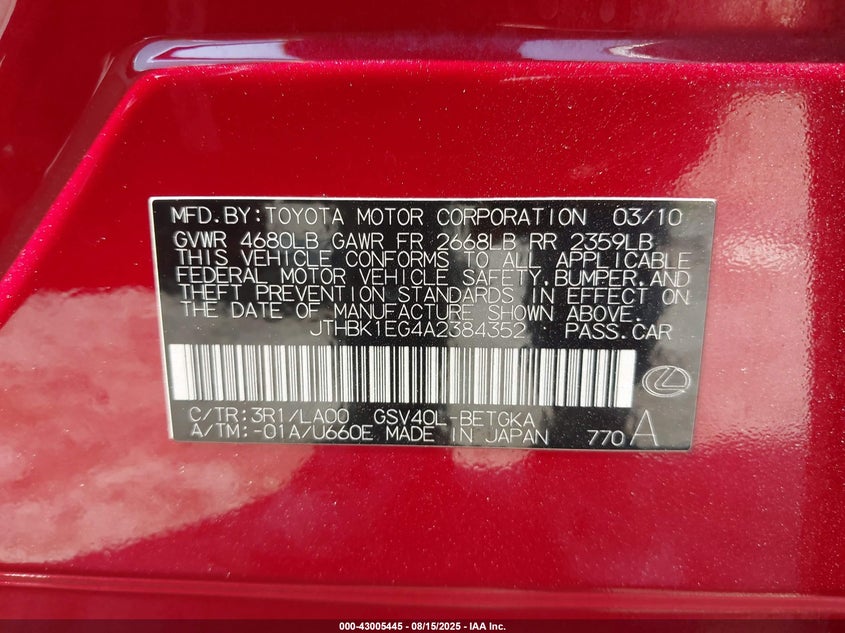 MFD.BY:TOYOTA MOTOR CORPORATION 03/10
GVWR 4680LB GAWR FR 2668LB RR 2359LB
THIS VEHICLE CONFORMS TO ALL APPLICABLE
FEDERAL MOTOR VEHICLE SAFETY,BUMPER,AND
THEFT PREVENTION STANDARDS IN EFFECT ON
THE DATE OF MANUFACTURE SHOWN ABOVE.
JTHBK1EG4A2384352 PASS.CAR
C/TR:3R1/LA00 GSV40L-BETGKA
A/TM:-01A/U660E MADE IN JAPAN 770 A
000-43005445 - 08/15/2025 - IAA Inc.